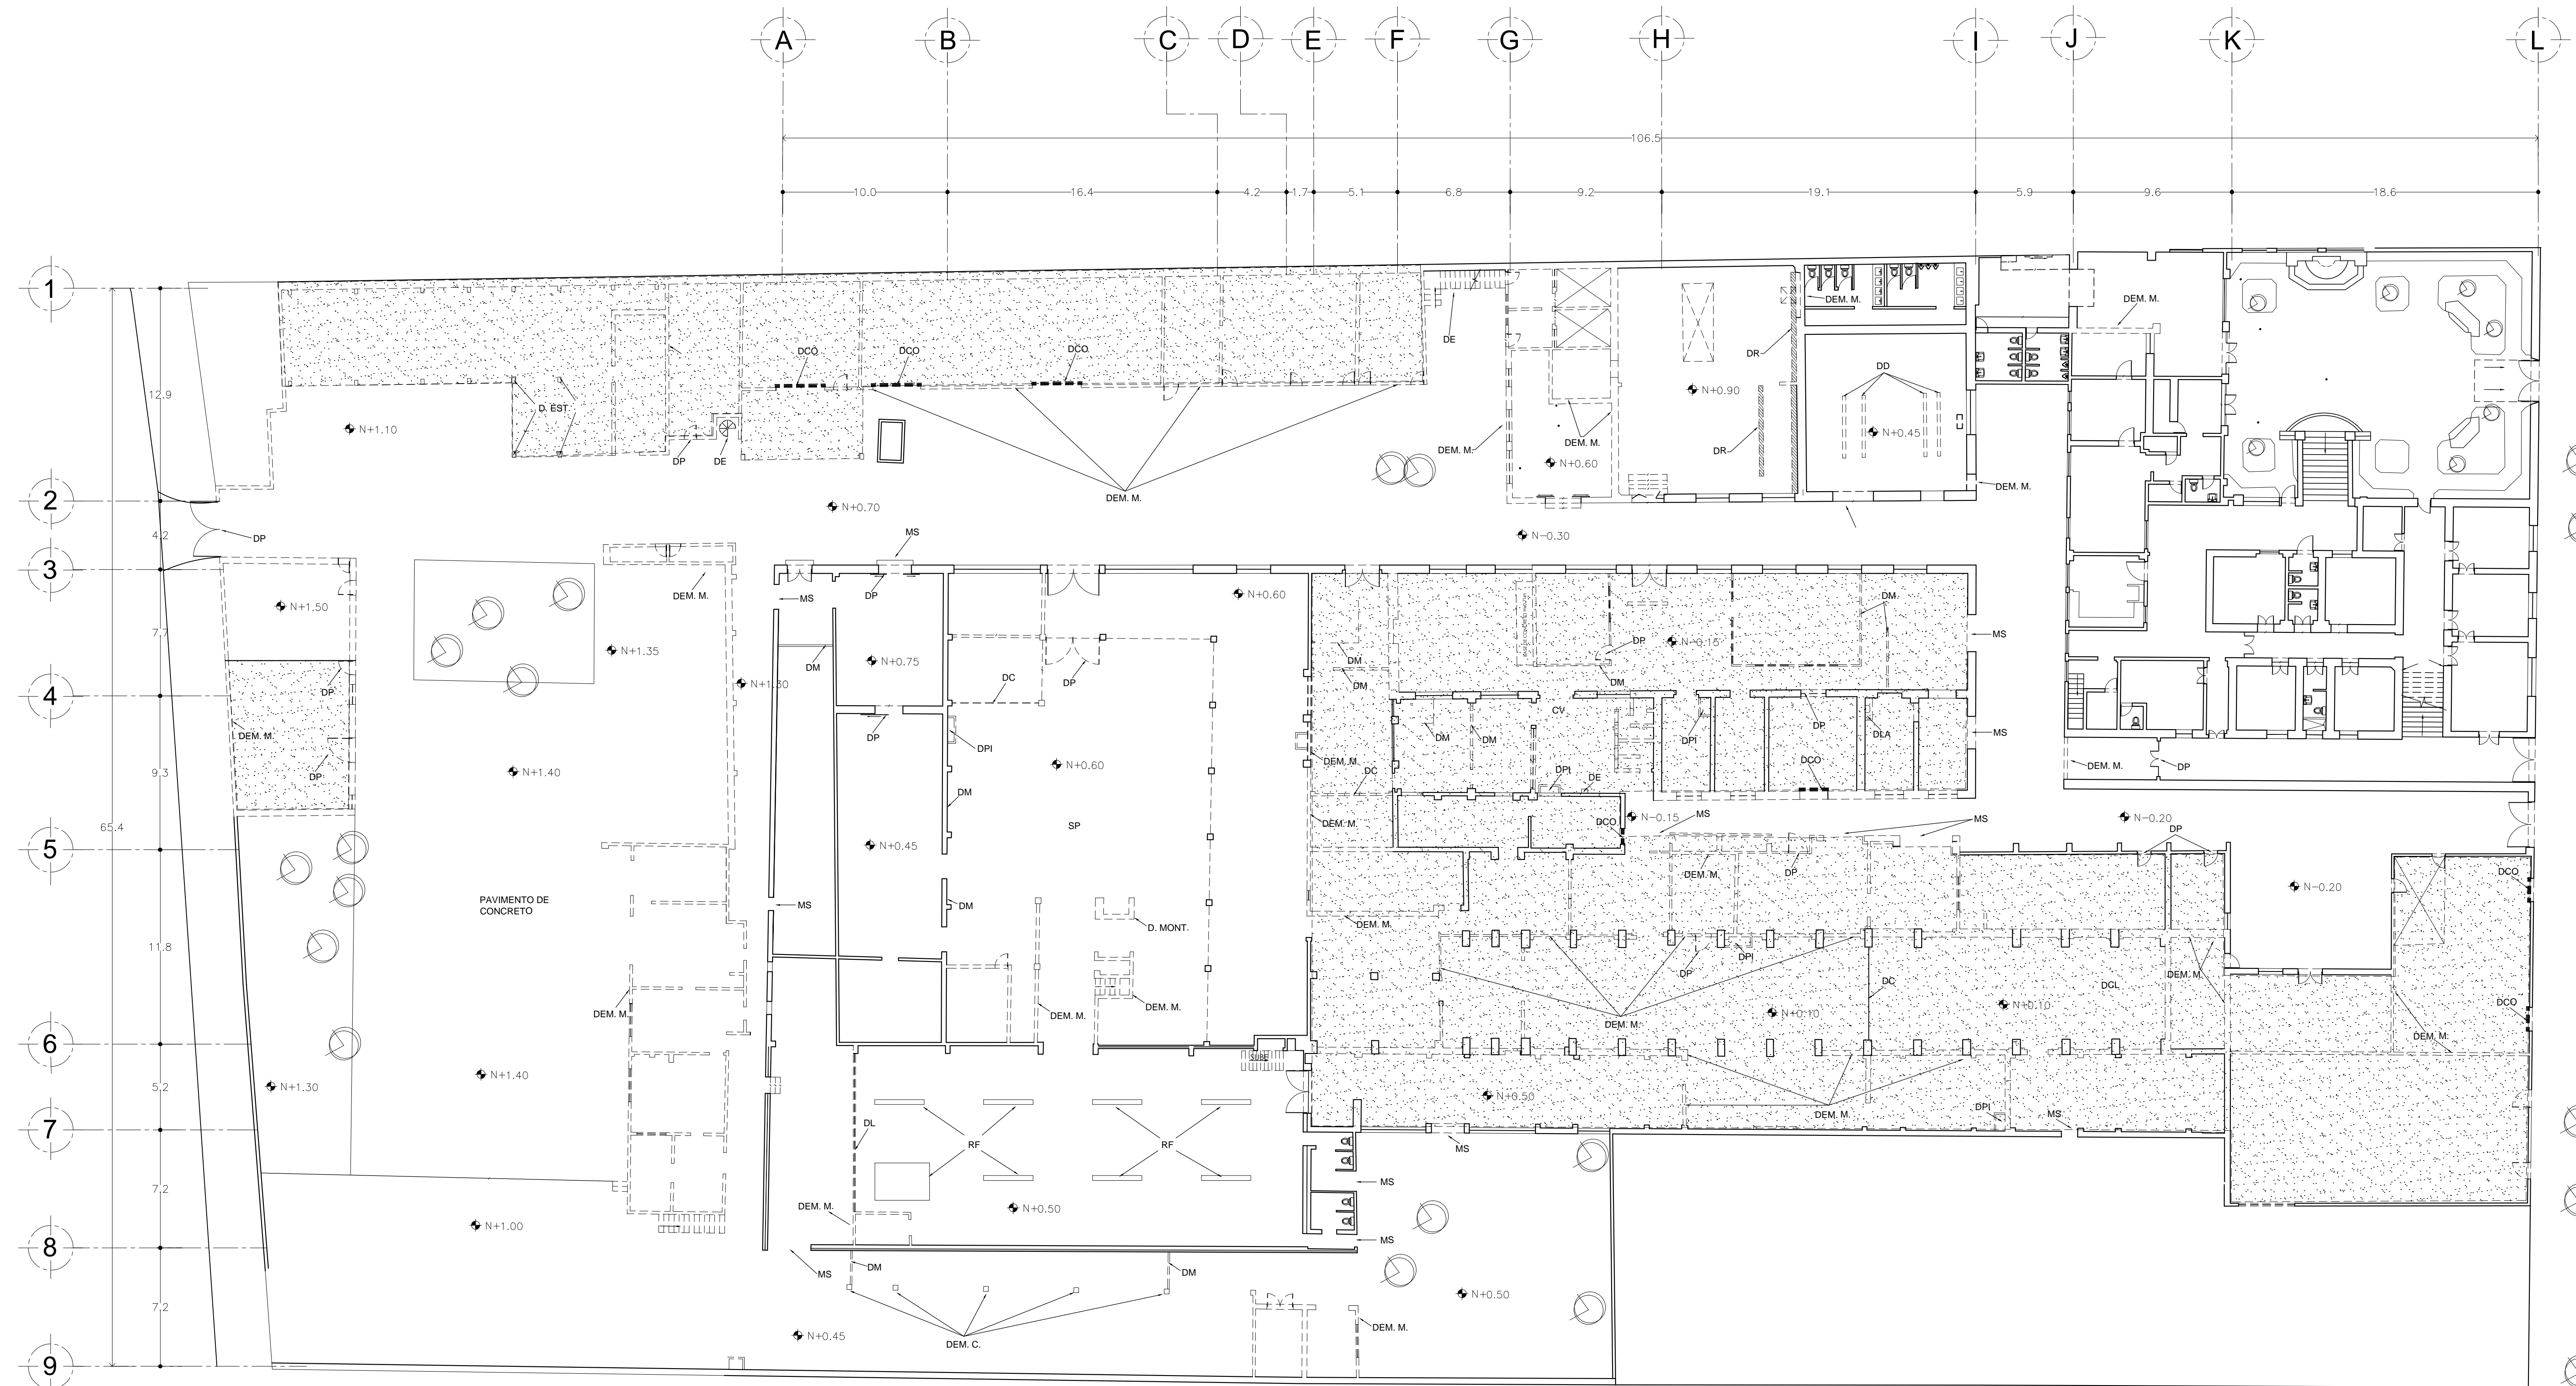 A
B
C
D
E
F
G
H
I
J
K
L
106.5
10.0
16.4
4.2
1.7
5.1
6.8
9.2
19.1
5.9
9.6
18.6
1
2
3
4
5
6
7
8
9
12.9
4.2
7.7
9.3
11.8
5.2
7.2
7.2
65.4
DEM. M.
DEM. M.
DE
DCO
DCO
DCO
DR
DD
N+0.90
D. EST.
N+1.10
N+0.45
DEM. M.
DEM. M.
DR
DP
DE
N+0.60
DEM. M.
DEM. M.
N+0.70
MS
N-0.30
DP
DEM. M.
MS
DP
N+0.60
DM
N+1.50
MS
N+1.35
N+0.75
DP
N-0.15
DM
DM
DM
N+1.30
DC
DP
DM
DM
DP
CV
DP
DEM. M.
DP
DPI
DM
DM
DPI
DLA
MS
DP
N+1.40
N+0.60
DEM. M.
DC
DPI
DE
DCO
DEM. M.
DP
DM
SP
DEM. M.
DCO
N-0.15
MS
MS
N-0.20
DP
N+0.45
DEM. M.
DP
DCO
N-0.20
PAVIMENTO DE
CONCRETO
MS
DM
D. MONT.
DEM. M.
DP
DPI
DEM. M.
DC
DCL
DCO
DEM. M.
DEM. M.
DEM. M.
DEM. M.
N+0.10
N+0.10
DEM. M.
SUBE
N+1.30
N+1.40
N+0.50
DEM. M.
DPI
MS
DL
RF
RF
MS
MS
DEM. M.
N+0.50
N+1.00
MS
MS
DM
DM
N+0.50
N+0.45
DEM. C.
DEM. M.